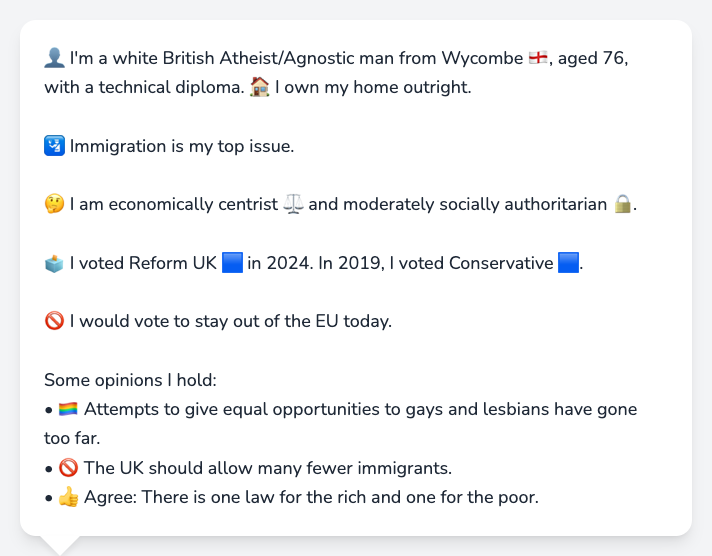 👤 I'm a white British Atheist/Agnostic man from Wycombe 🏴󠁧󠁢󠁥󠁮󠁧󠁿, aged 76,
with a technical diploma. 🏠 I own my home outright.
🛂 Immigration is my top issue.
🤔 I am economically centrist ⚖️ and moderately socially authoritarian 🔒.
🗳️ I voted Reform UK 🟦 in 2024. In 2019, I voted Conservative 🟦.
🚫 I would vote to stay out of the EU today.
Some opinions I hold:
• 🏳️‍🌈 Attempts to give equal opportunities to gays and lesbians have gone
too far.
• 🚫 The UK should allow many fewer immigrants.
• 👍 Agree: There is one law for the rich and one for the poor.